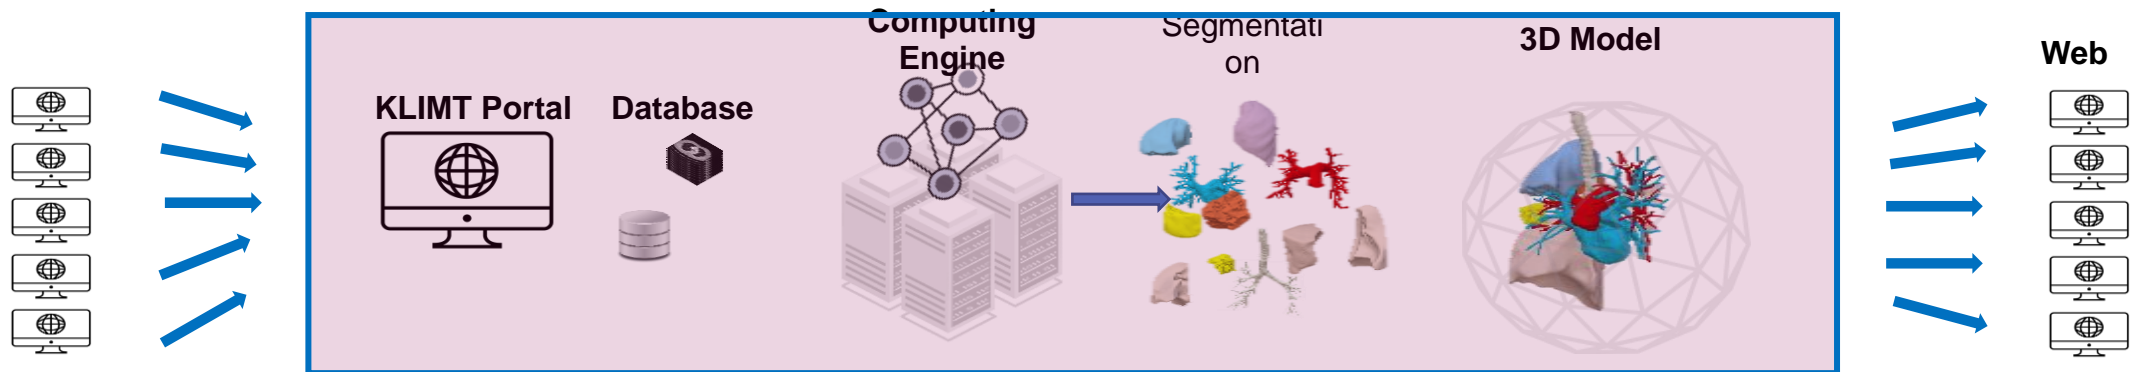 Computing
Engine
Segmentati
on
3D Model
Web
KLIMT Portal
Database